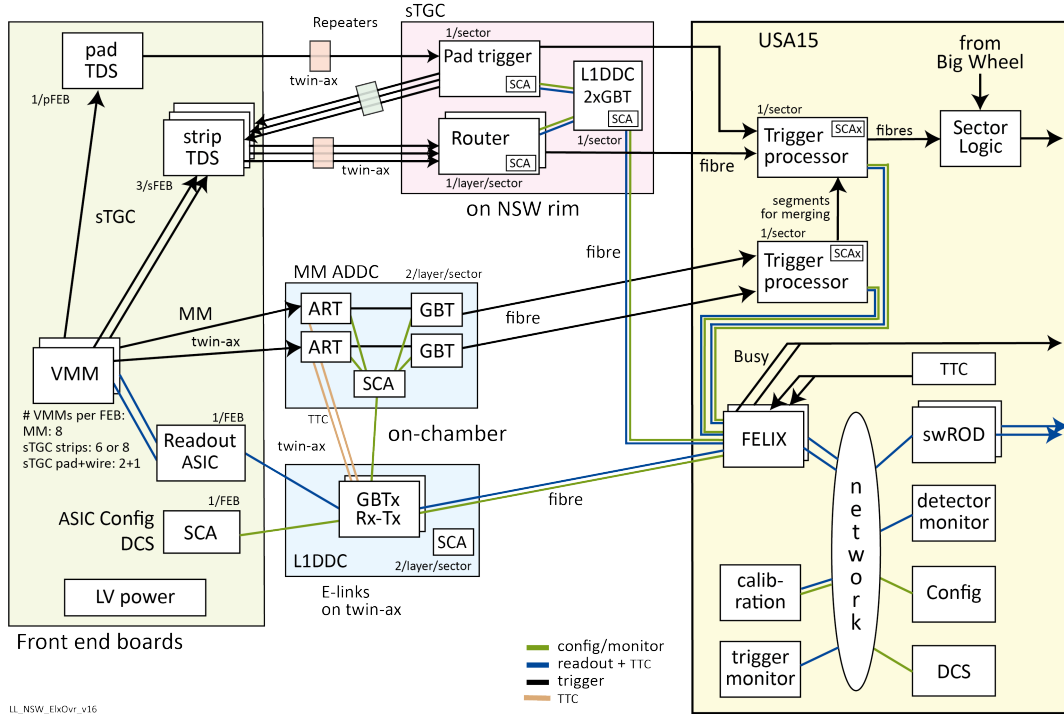 sTGC
Repeaters
1/sector
USA15
from
Big Wheel
pad
TDS
Pad trigger
SCA
L1DDC
2xGBT
SCA
twin-ax
1/pFEB
1/sector
Trigger
processor
SCAx
fibres
Sector
Logic
strip
TDS
Router
SCA
1/sector
fibre
twin-ax
3/sFEB
1/layer/sector
sTGC
on NSW rim
segments
for merging
1/sector
Trigger
processor
SCAx
fibre
MM ADDC
2/layer/sector
MM
ART
GBT
fibre
twin-ax
ART
GBT
VMM
SCA
Busy
TTC
# VMMs per FEB:
MM: 8
sTGC strips: 6 or 8
sTGC pad+wire: 2+1
1/FEB
Readout
ASIC
TTC
on-chamber
twin-ax
FELIX
swROD
network
GBTx
Rx-Tx
fibre
detector
monitor
1/FEB
ASIC Config
DCS
SCA
SCA
L1DDC
2/layer/sector
calib-
ration
Config
E-links
on twin-ax
LV power
Front end boards
config/monitor
readout + TTC
trigger
TTC
trigger
monitor
DCS
LL_NSW_ElxOvr_v16